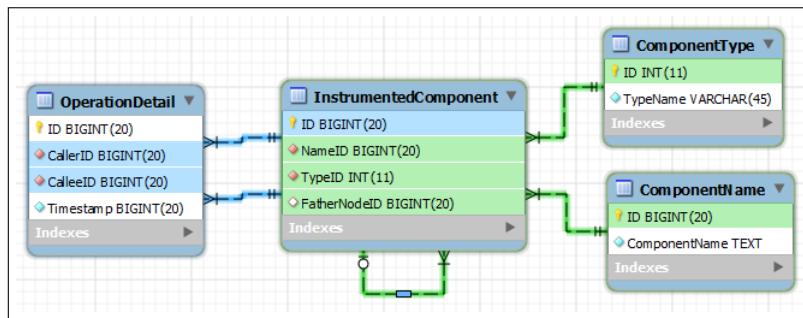 OperationDetail
ID BIGINT(20)
CallerID BIGINT(20)
CalleeID BIGINT(20)
Timestamp BIGINT(20)
Indexes
InstrumentedComponent
ID BIGINT(20)
NameID BIGINT(20)
TypeID INT(11)
FatherNodeID BIGINT(20)
Indexes
ComponentType
ID INT(11)
TypeName VARCHAR(45)
Indexes
ComponentName
ID BIGINT(20)
ComponentName TEXT
Indexes